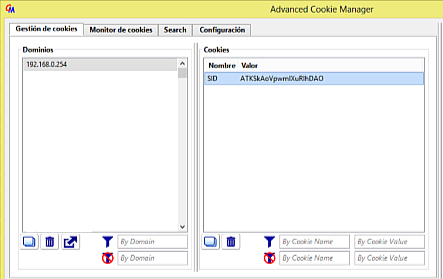 Advanced Cookie Manager
Gestión de cookies Monitor de cookies Search Configuración
Dominios
192.168.0.254
By Domain
By Domain
Cookies
Nombre Valor
SID ATKSkAoVpwmIXuRlhDAO
By Cookie Name By Cookie Value
By Cookie Name By Cookie Value